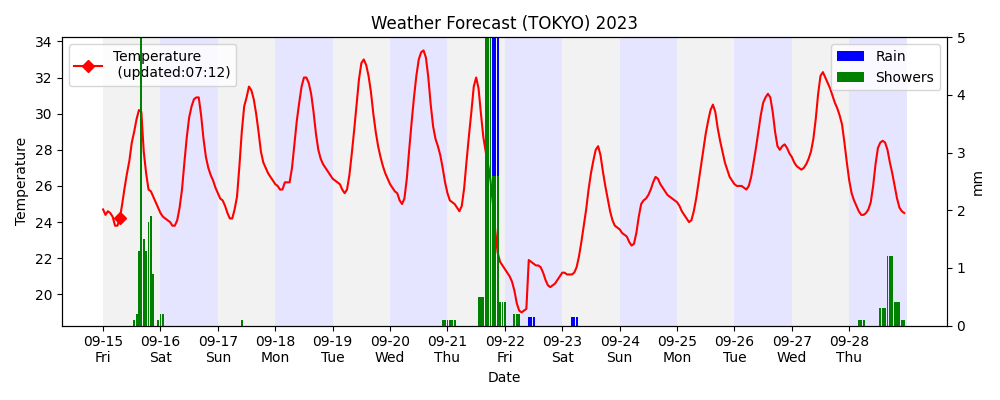 Weather Forecast (TOKYO) 2023
Temperature
(updated:07:12)
Rain
Showers
Temperature
34
32
30
28
26
24
22
20
mm
5
4
3
2
1
0
09-15 09-16 09-17 09-18 09-19 09-20 09-21 09-22 09-23 09-24 09-25 09-26 09-27 09-28
Fri Sat Sun Mon Tue Wed Thu Fri Sat Sun Mon Tue Wed Thu
Date